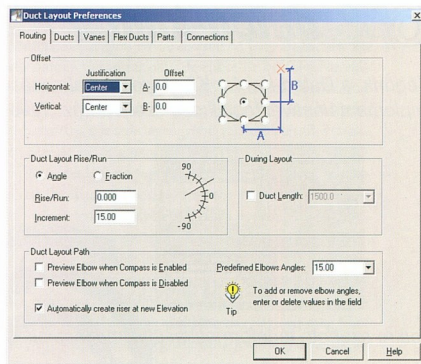 Duct Layout Preferences
Routing Ducts Vanes Flex Ducts Parts Connections
Offset
Justification Offset
Horizontal: Center A- 0.0
Vertical: Center B- 0.0
B
A
Duct Layout Rise/Run
Angle Fraction
Rise/Run: 0.000
Increment: 15.00
90
0
-90
During Layout
Duct Length: 1500.0
Duct Layout Path
Preview Elbow when Compass is Enabled
Preview Elbow when Compass is Disabled
Automatically create riser at new Elevation
Predefined Elbows Angles: 15.00
Tip
To add or remove elbow angles,
enter or delete values in the field
OK Cancel Help